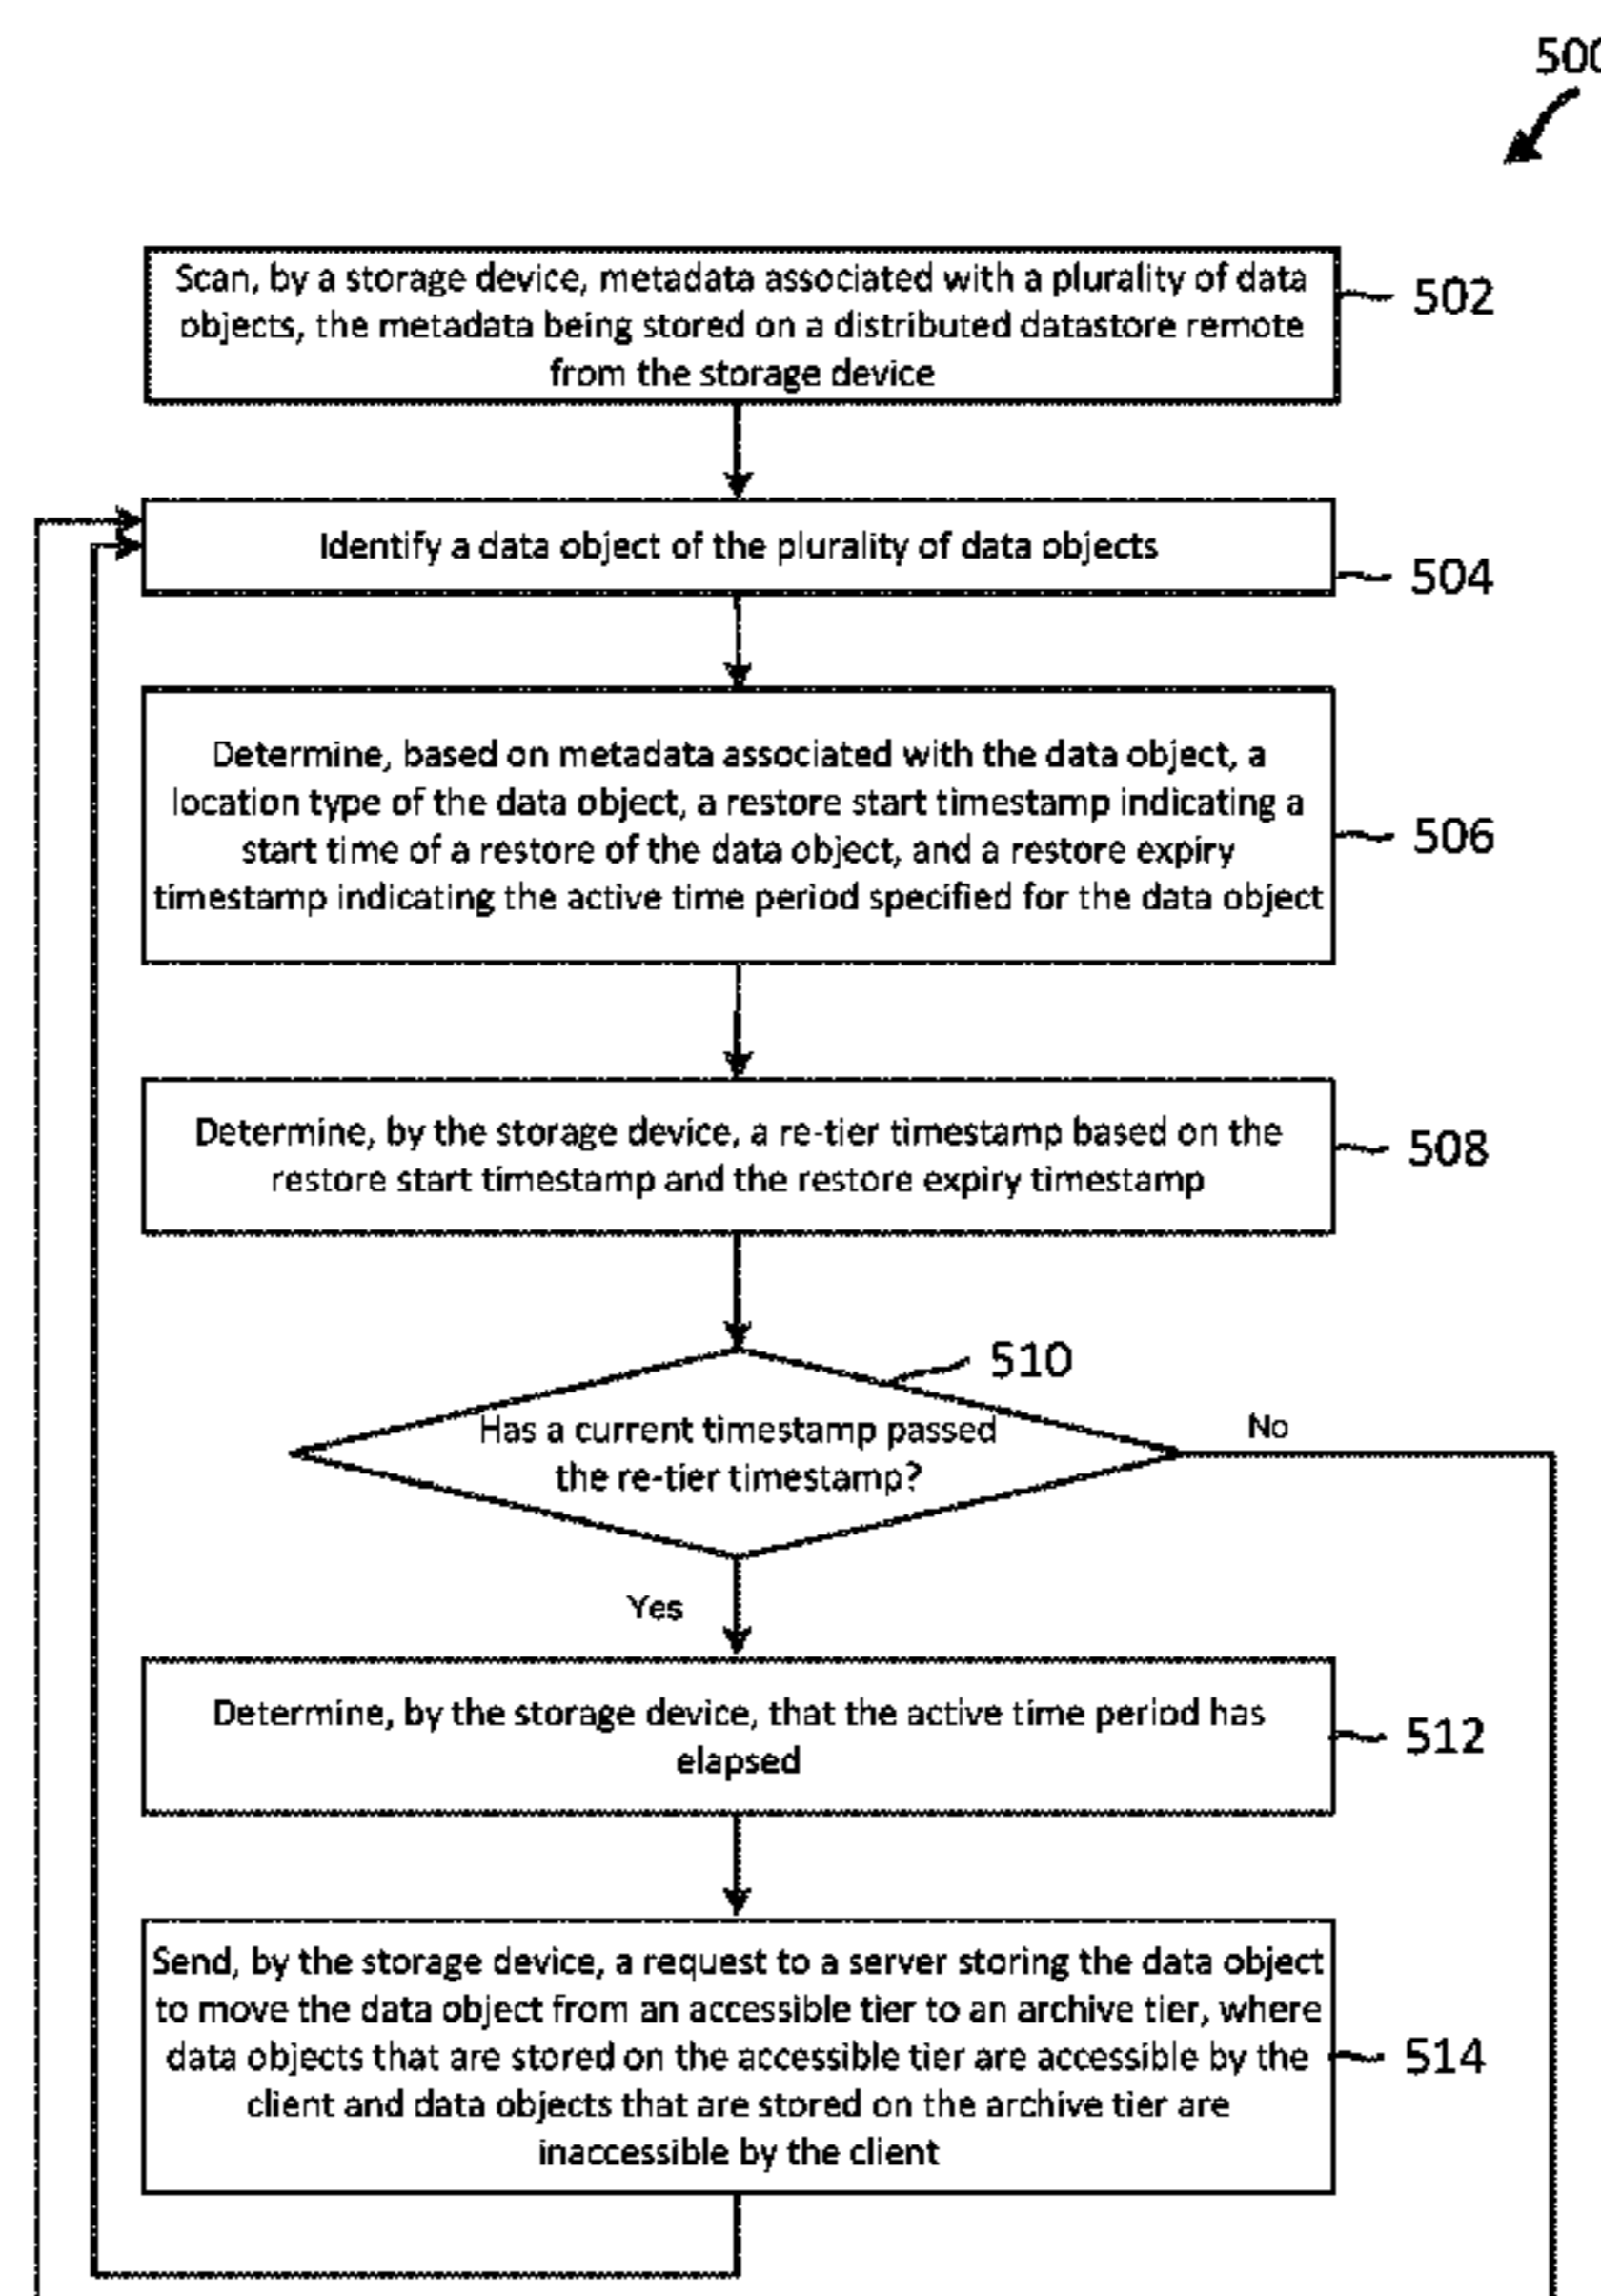 500
Scan, by a storage device, metadata associated with a plurality of data
objects, the metadata being stored on a distributed datastore remote
from the storage device
502
Identify a data object of the plurality of data objects
504
Determine, based on metadata associated with the data object, a
location type of the data object, a restore start timestamp indicating a
start time of a restore of the data object, and a restore expiry
timestamp indicating the active time period specified for the data object
506
Determine, by the storage device, a re-tier timestamp based on the
restore start timestamp and the restore expiry timestamp
508
510
Has a current timestamp passed
the re-tier timestamp?
No
Yes
Determine, by the storage device, that the active time period has
elapsed
512
Send, by the storage device, a request to a server storing the data object
to move the data object from an accessible tier to an archive tier, where
data objects that are stored on the accessible tier are accessible by the
client and data objects that are stored on the archive tier are
inaccessible by the client
514